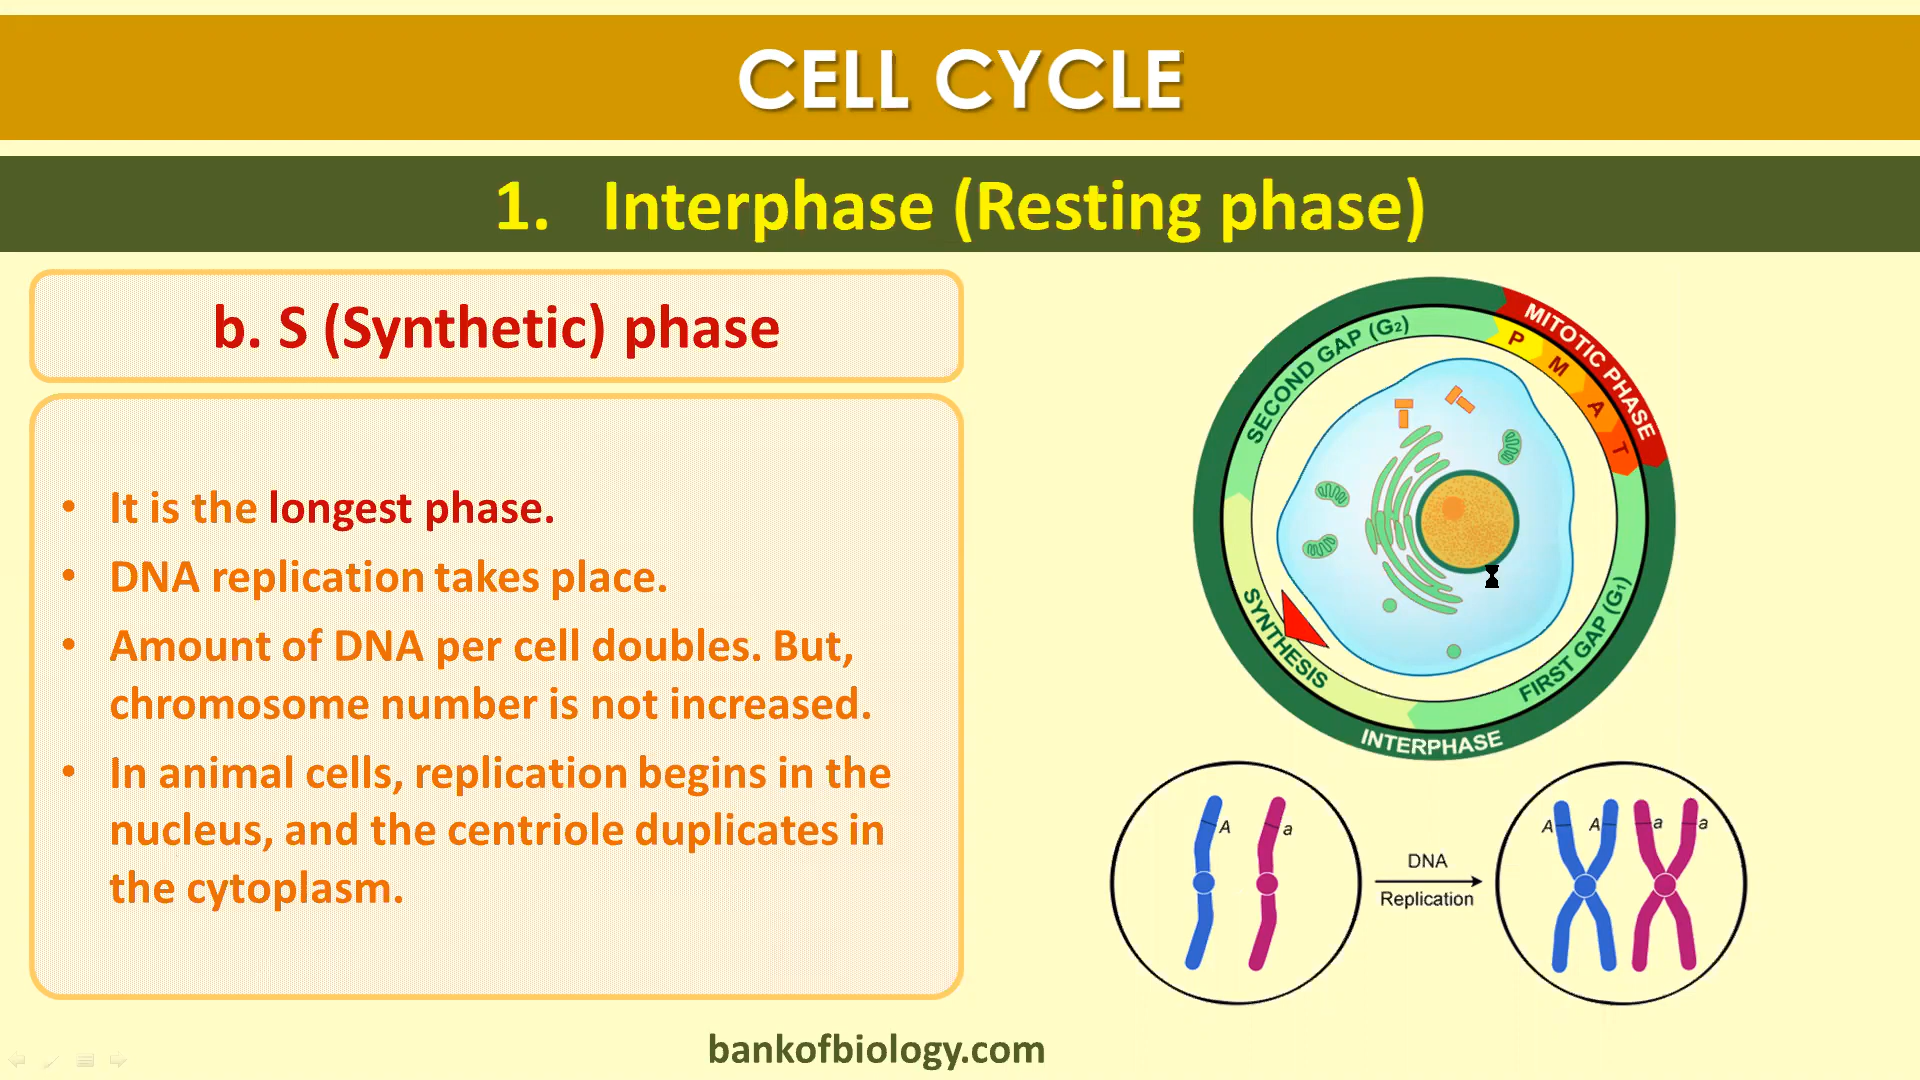 CELL CYCLE
1. Interphase (Resting phase)
b. S (Synthetic) phase
• It is the longest phase.
• DNA replication takes place.
• Amount of DNA per cell doubles. But,
chromosome number is not increased.
• In animal cells, replication begins in the
nucleus, and the centriole duplicates in
the cytoplasm.
MITOTIC PHASE
P M A T
SECOND GAP (G₂)
SYNTHESIS
FIRST GAP (G₁)
INTERPHASE
A a
DNA
Replication
A A a a
bankofbiology.com